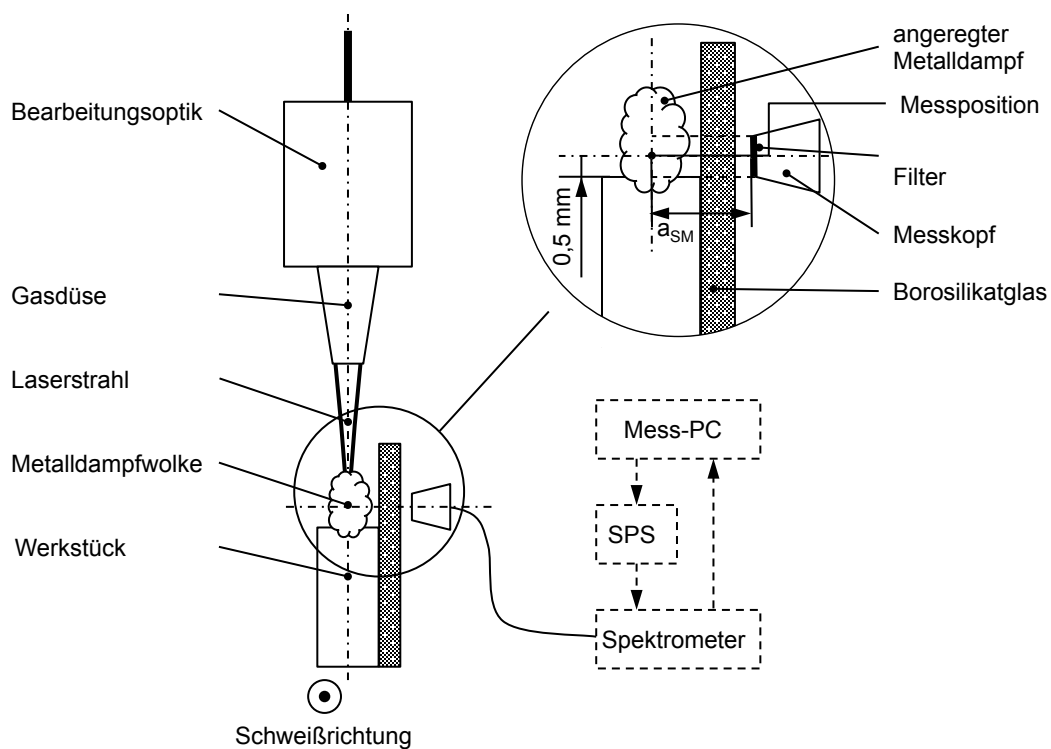 Bearbeitungsoptik
Gasdüse
Laserstrahl
Metalldampfwolke
Werkstück
Schweißrichtung
angeregter
Metalldampf
Messposition
Filter
Messkopf
Borosilikatglas
0,5 mm
aSM
Mess-PC
SPS
Spektrometer